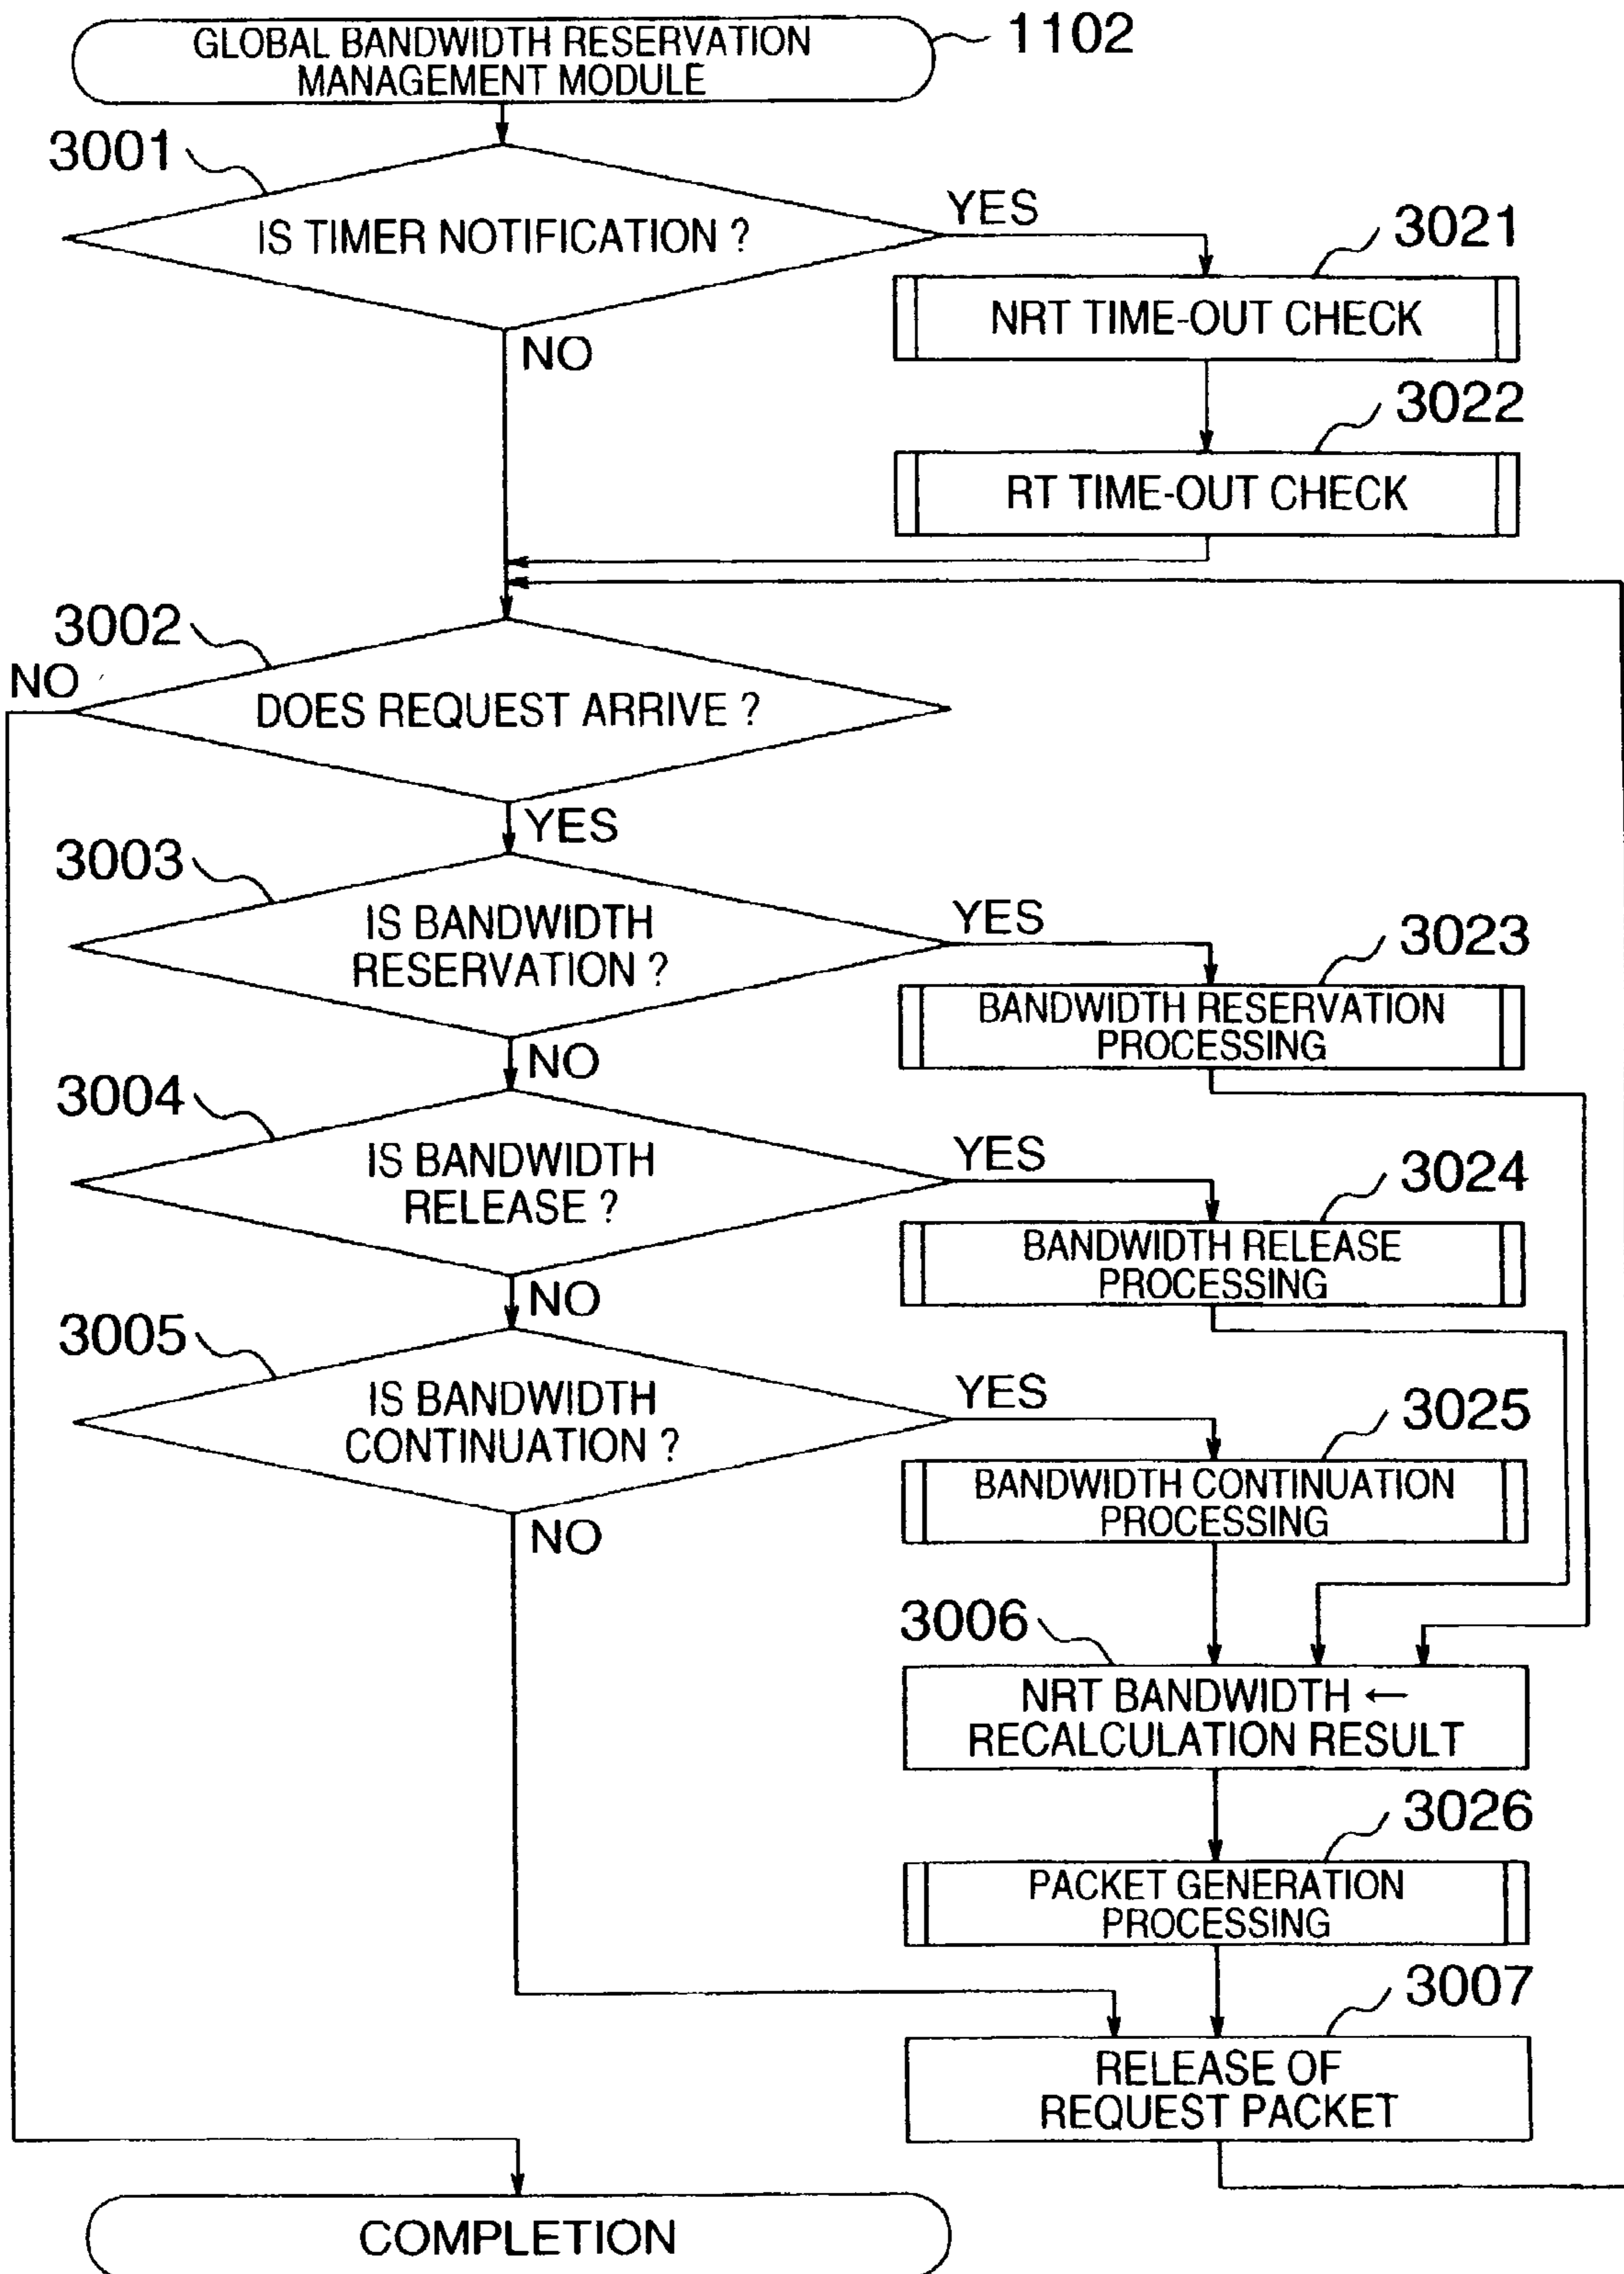 GLOBAL BANDWIDTH RESERVATION
MANAGEMENT MODULE
1102
3001
IS TIMER NOTIFICATION ?
YES
NO
3021
NRT TIME-OUT CHECK
3022
RT TIME-OUT CHECK
3002
NO
DOES REQUEST ARRIVE ?
YES
3003
IS BANDWIDTH
RESERVATION ?
YES
NO
3023
BANDWIDTH RESERVATION
PROCESSING
3004
IS BANDWIDTH
RELEASE ?
YES
NO
3024
BANDWIDTH RELEASE
PROCESSING
3005
IS BANDWIDTH
CONTINUATION ?
YES
NO
3025
BANDWIDTH CONTINUATION
PROCESSING
3006
NRT BANDWIDTH ←
RECALCULATION RESULT
3026
PACKET GENERATION
PROCESSING
3007
RELEASE OF
REQUEST PACKET
COMPLETION